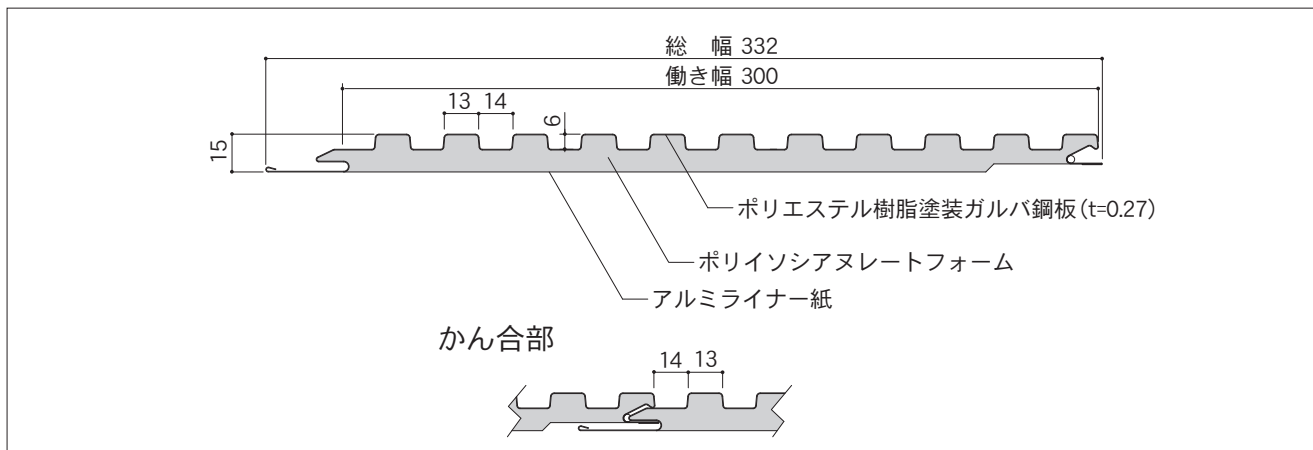 総　幅 332
働き幅 300
13 14
6
15
ポリエステル樹脂塗装ガルバ鋼板(t=0.27)
ポリイソシアヌレートフォーム
アルミライナー紙
かん合部
14 13